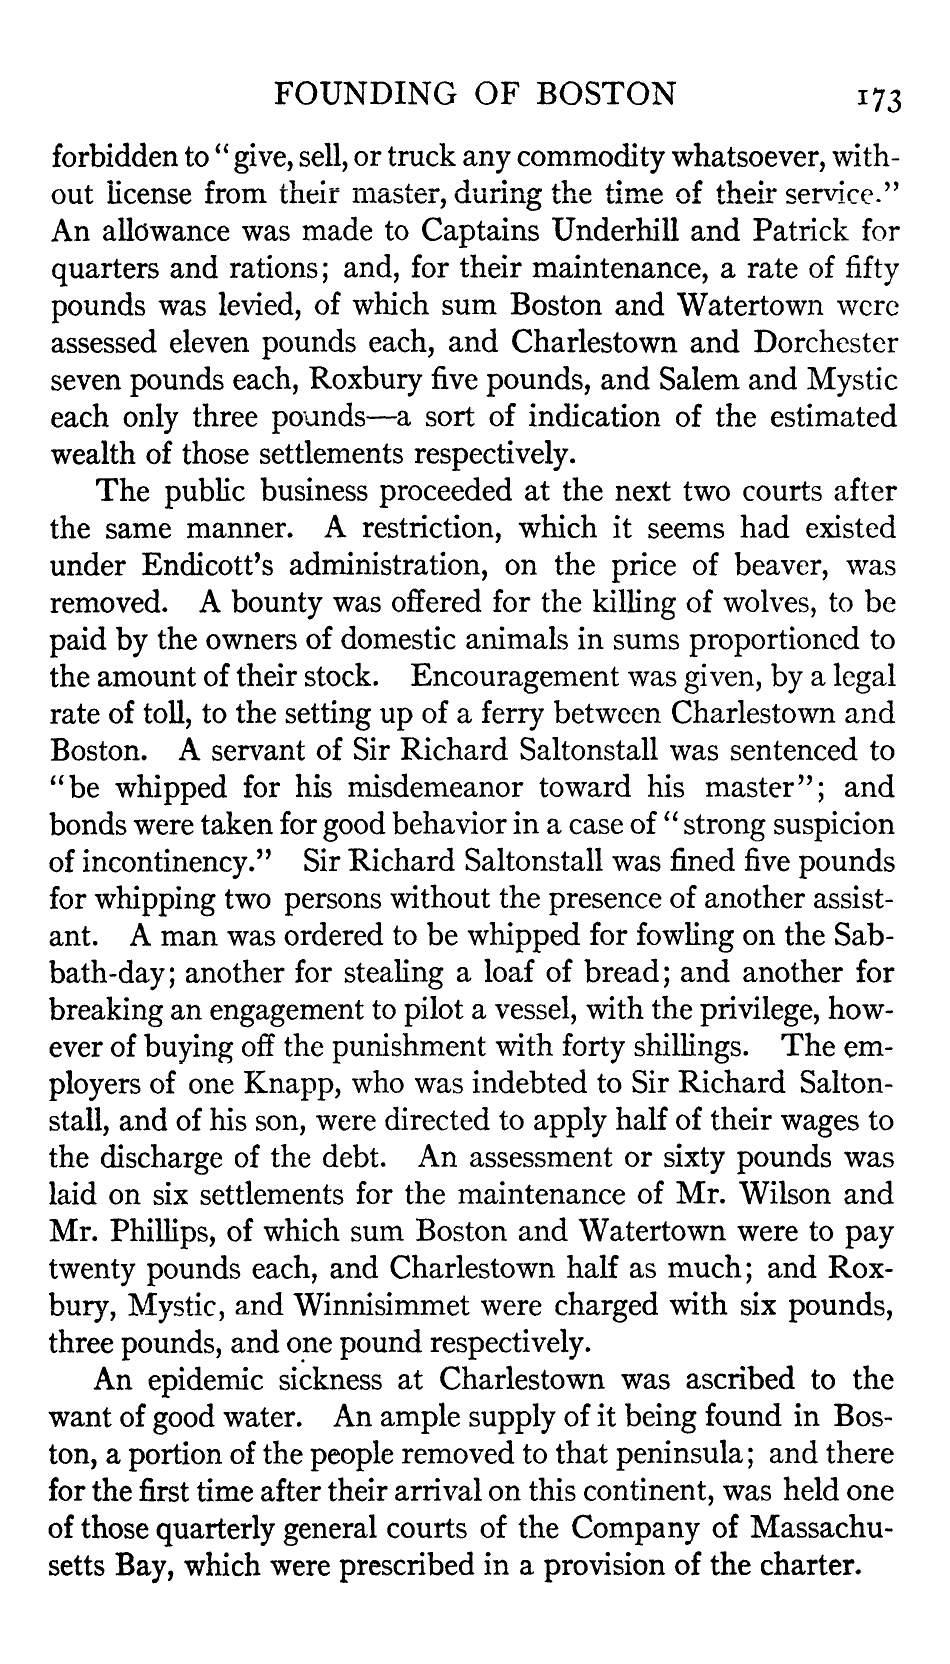 FOUNDING OF BOSTON 173
forbidden to "give, sell, or truck any commodity whatsoever, with-
out license from their master, during the time of their service."
An allowance was made to Captains Underhill and Patrick for
quarters and rations; and, for their maintenance, a rate of fifty
pounds was levied, of which sum Boston and Watertown were
assessed eleven pounds each, and Charlestown and Dorchester
seven pounds each, Roxbury five pounds, and Salem and Mystic
each only three pounds—a sort of indication of the estimated
wealth of those settlements respectively.
The public business proceeded at the next two courts after
the same manner. A restriction, which it seems had existed
under Endicott's administration, on the price of beaver, was
removed. A bounty was offered for the killing of wolves, to be
paid by the owners of domestic animals in sums proportioned to
the amount of their stock. Encouragement was given, by a legal
rate of toll, to the setting up of a ferry between Charlestown and
Boston. A servant of Sir Richard Saltonstall was sentenced to
"be whipped for his misdemeanor toward his master"; and
bonds were taken for good behavior in a case of "strong suspicion
of incontinency." Sir Richard Saltonstall was fined five pounds
for whipping two persons without the presence of another assist-
ant. A man was ordered to be whipped for fowling on the Sab-
bath-day; another for stealing a loaf of bread; and another for
breaking an engagement to pilot a vessel, with the privilege, how-
ever of buying off the punishment with forty shillings. The em-
ployers of one Knapp, who was indebted to Sir Richard Salton-
stall, and of his son, were directed to apply half of their wages to
the discharge of the debt. An assessment or sixty pounds was
laid on six settlements for the maintenance of Mr. Wilson and
Mr. Phillips, of which sum Boston and Watertown were to pay
twenty pounds each, and Charlestown half as much; and Rox-
bury, Mystic, and Winnisimmet were charged with six pounds,
three pounds, and one pound respectively.
An epidemic sickness at Charlestown was ascribed to the
want of good water. An ample supply of it being found in Bos-
ton, a portion of the people removed to that peninsula; and there
for the first time after their arrival on this continent, was held one
of those quarterly general courts of the Company of Massachu-
setts Bay, which were prescribed in a provision of the charter.